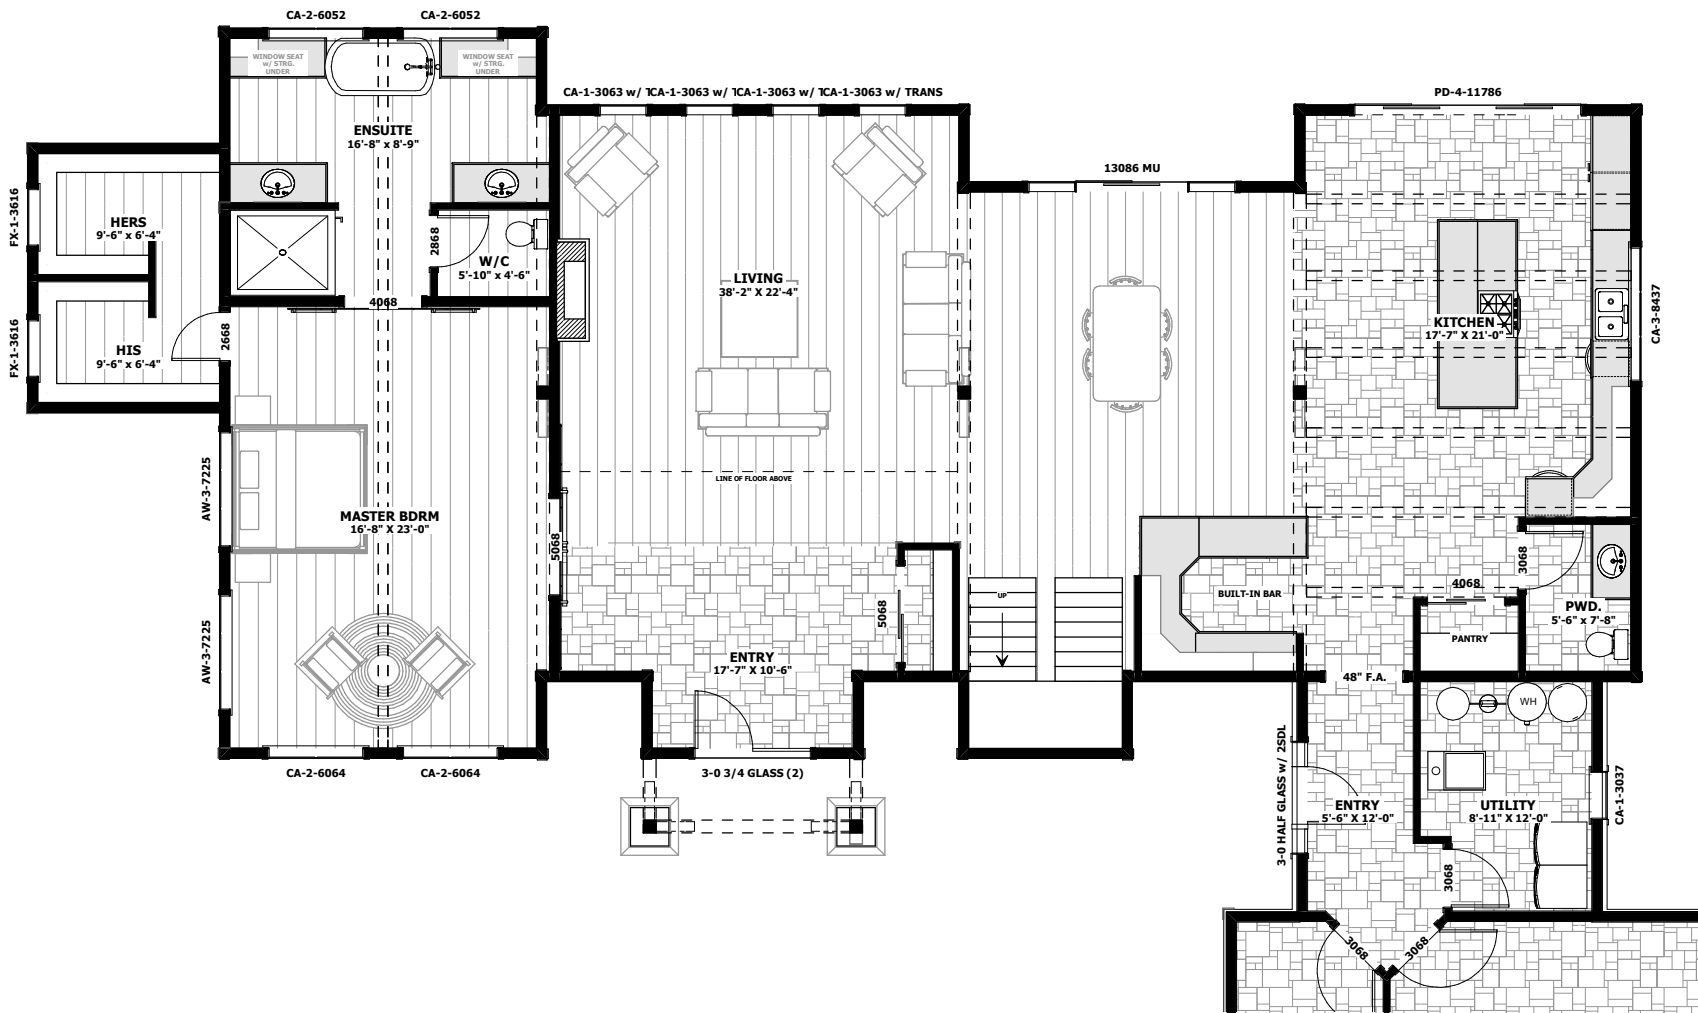 CA-2-6052
CA-2-6052
WINDOW SEAT
w/ STRG.
UNDER
WINDOW SEAT
w/ STRG.
UNDER
ENSUITE
16'-8" x 8'-9"
CA-1-3063 w/ T
CA-1-3063 w/ T
CA-1-3063 w/ T
CA-1-3063 w/ TRANS
PD-4-11786
13086 MU
FX-1-3616
HERS
9'-6" x 6'-4"
2868
W/C
5'-10" x 4'-6"
LIVING
38'-2" X 22'-4"
KITCHEN
17'-7" X 21'-0"
CA-3-8437
4068
2668
FX-1-3616
HIS
9'-6" x 6'-4"
AW-3-7225
MASTER BDRM
16'-8" X 23'-0"
LINE OF FLOOR ABOVE
5068
3068
4068
UP
BUILT-IN BAR
5068
PWD.
5'-6" x 7'-8"
PANTRY
AW-3-7225
ENTRY
17'-7" X 10'-6"
48" F.A.
WH
CA-2-6064
CA-2-6064
3-0 3/4 GLASS (2)
3-0 HALF GLASS w/ 2SDL
ENTRY
5'-6" X 12'-0"
UTILITY
8'-11" X 12'-0"
CA-1-3037
3068
3068
3068